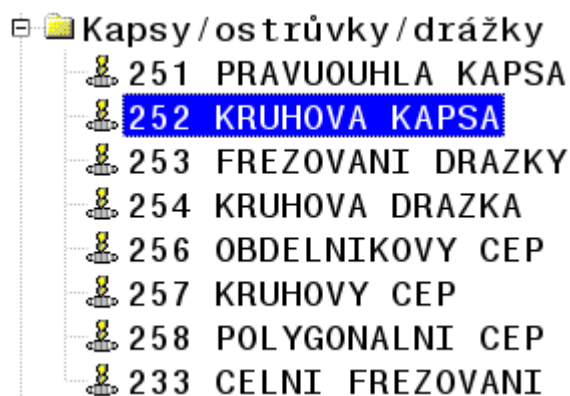 Kapsy/ostrůvky/drážky
251 PRAVUOUHLA KAPSA
252 KRUHOVA KAPSA
253 FREZOVANI DRAZKY
254 KRUHOVA DRAZKA
256 OBDELNIKOVY CEP
257 KRUHOVY CEP
258 POLYGONALNI CEP
233 CELNI FREZOVANI